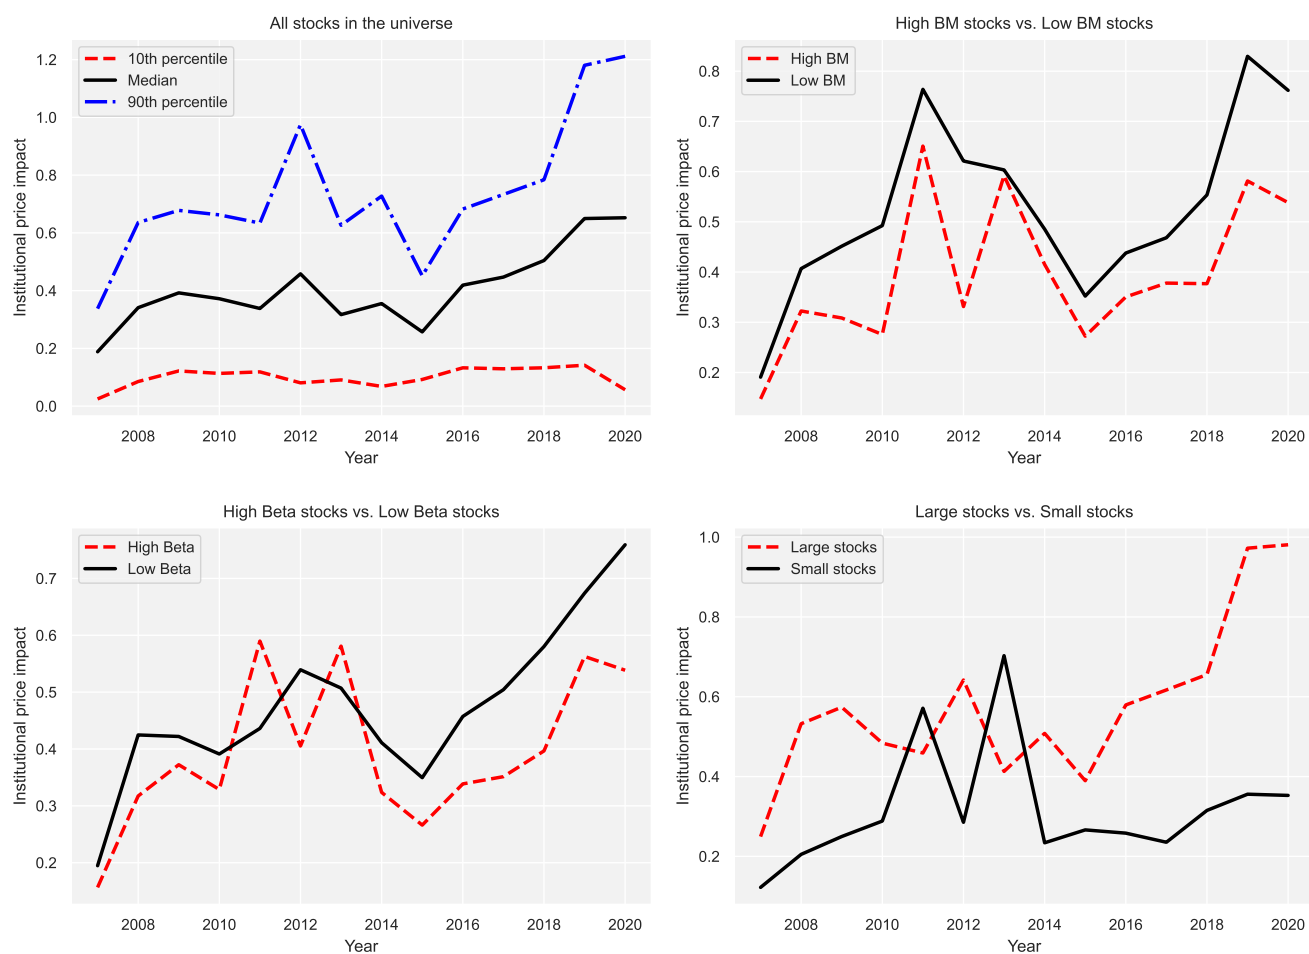 All stocks in the universe
10th percentile
Median
90th percentile
Institutional price impact
1.2
1.0
0.8
0.6
0.4
0.2
0.0
2008 2010 2012 2014 2016 2018 2020
Year
High BM stocks vs. Low BM stocks
High BM
Low BM
Institutional price impact
0.8
0.7
0.6
0.5
0.4
0.3
0.2
2008 2010 2012 2014 2016 2018 2020
Year
High Beta stocks vs. Low Beta stocks
High Beta
Low Beta
Institutional price impact
0.7
0.6
0.5
0.4
0.3
0.2
2008 2010 2012 2014 2016 2018 2020
Year
Large stocks vs. Small stocks
Large stocks
Small stocks
Institutional price impact
1.0
0.8
0.6
0.4
0.2
2008 2010 2012 2014 2016 2018 2020
Year